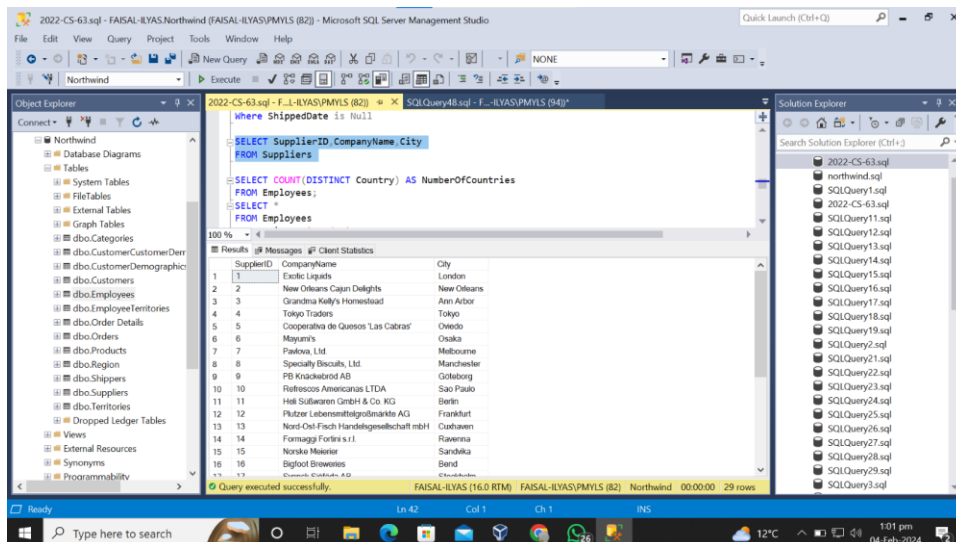 2022-CS-63.sql - FAISAL-ILYAS.Northwind (FAISAL-ILYAS\PMYLS (82)) - Microsoft SQL Server Management Studio
Quick Launch (Ctrl+Q)
File Edit View Query Project Tools Window Help
New Query
NONE
Northwind
Execute
Object Explorer
Connect
Northwind
Database Diagrams
Tables
System Tables
FileTables
External Tables
Graph Tables
dbo.Categories
dbo.CustomerCustomerDem
dbo.CustomerDemographics
dbo.Customers
dbo.Employees
dbo.EmployeeTerritories
dbo.Order Details
dbo.Orders
dbo.Products
dbo.Region
dbo.Shippers
dbo.Suppliers
dbo.Territories
Dropped Ledger Tables
Views
External Resources
Synonyms
Programmability
2022-CS-63.sql - F...L-ILYAS\PMYLS (82))
SQLQuery48.sql - F...-ILYAS\PMYLS (94))*
Where ShippedDate is Null
SELECT SupplierID,CompanyName,City
FROM Suppliers
SELECT COUNT(DISTINCT Country) AS NumberOfCountries
FROM Employees;
SELECT *
FROM Employees
100 %
Results Messages Client Statistics
SupplierID CompanyName City
1 1 Exotic Liquids London
2 2 New Orleans Cajun Delights New Orleans
3 3 Grandma Kelly's Homestead Ann Arbor
4 4 Tokyo Traders Tokyo
5 5 Cooperativa de Quesos 'Las Cabras' Oviedo
6 6 Mayumi's Osaka
7 7 Pavlova, Ltd. Melbourne
8 8 Specialty Biscuits, Ltd. Manchester
9 9 PB Knäckebröd AB Göteborg
10 10 Refrescos Americanas LTDA Sao Paulo
11 11 Heli Süßwaren GmbH & Co. KG Berlin
12 12 Plutzer Lebensmittelgroßmärkte AG Frankfurt
13 13 Nord-Ost-Fisch Handelsgesellschaft mbH Cuxhaven
14 14 Formaggi Fortini s.r.l. Ravenna
15 15 Norske Meierier Sandvika
16 16 Bigfoot Breweries Bend
Query executed successfully.
FAISAL-ILYAS (16.0 RTM) FAISAL-ILYAS\PMYLS (82) Northwind 00:00:00 29 rows
Solution Explorer
Search Solution Explorer (Ctrl+;)
2022-CS-63.sql
northwind.sql
SQLQuery1.sql
2022-CS-63.sql
SQLQuery11.sql
SQLQuery12.sql
SQLQuery13.sql
SQLQuery14.sql
SQLQuery15.sql
SQLQuery16.sql
SQLQuery17.sql
SQLQuery18.sql
SQLQuery19.sql
SQLQuery2.sql
SQLQuery21.sql
SQLQuery22.sql
SQLQuery23.sql
SQLQuery24.sql
SQLQuery25.sql
SQLQuery26.sql
SQLQuery27.sql
SQLQuery28.sql
SQLQuery29.sql
SQLQuery3.sql
Ready Ln 42 Col 1 Ch 1 INS
Type here to search
26
12°C
1:01 pm
04-Feb-2024
2